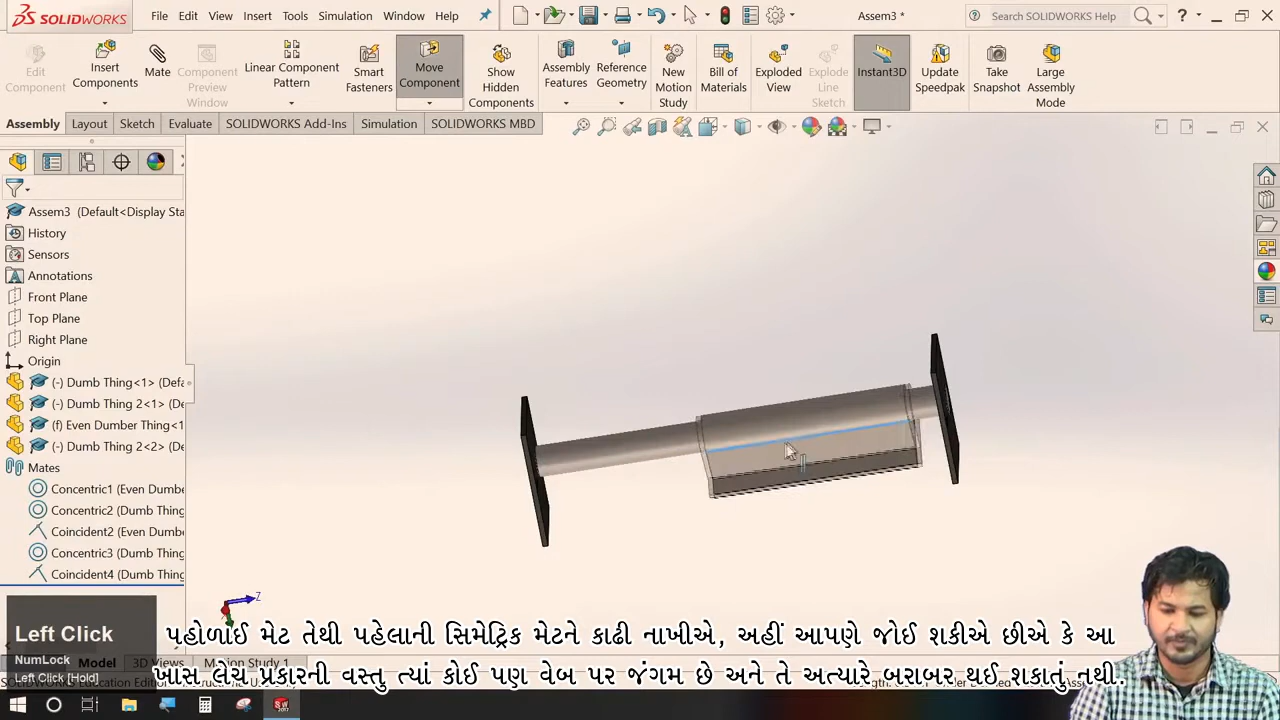 SOLIDWORKS File Edit View Insert Tools Simulation Window Help Assem3 * Search SOLIDWORKS Help
Edit Component Insert Components Mate Component Preview Window Linear Component Pattern Smart Fasteners Move Component Show Hidden Components Assembly Features Reference Geometry New Motion Study Bill of Materials Exploded View Explode Line Sketch Instant3D Update Speedpak Take Snapshot Large Assembly Mode
Assembly Layout Sketch Evaluate SOLIDWORKS Add-Ins Simulation SOLIDWORKS MBD
Assem3 (Default<Display Sta
History
Sensors
Annotations
Front Plane
Top Plane
Right Plane
Origin
(-) Dumb Thing<1> (Defa
(-) Dumb Thing 2<1> (De
(f) Even Dumber Thing<1
(-) Dumb Thing 2<2> (De
Mates
Concentric1 (Even Dumbe
Concentric2 (Dumb Thing
Coincident2 (Even Dumbe
Concentric3 (Dumb Thing
Coincident4 (Dumb Thing
Z
Left Click
NumLock
Left Click [Hold]
Model 3D Views Motion Study 1
પહોળાઈ મેટ તેથી પહેલાની સિમેટ્રિક મેટને કાઢી નાખીએ, અહીં આપણે જોઈ શકીએ છીએ કે આ
ખાસ લેચ પ્રકારની વસ્તુ ત્યાં કોઈ પણ વેબ પર જંગમ છે અને તે અત્યારે બરાબર થઈ શકાતું નથી.